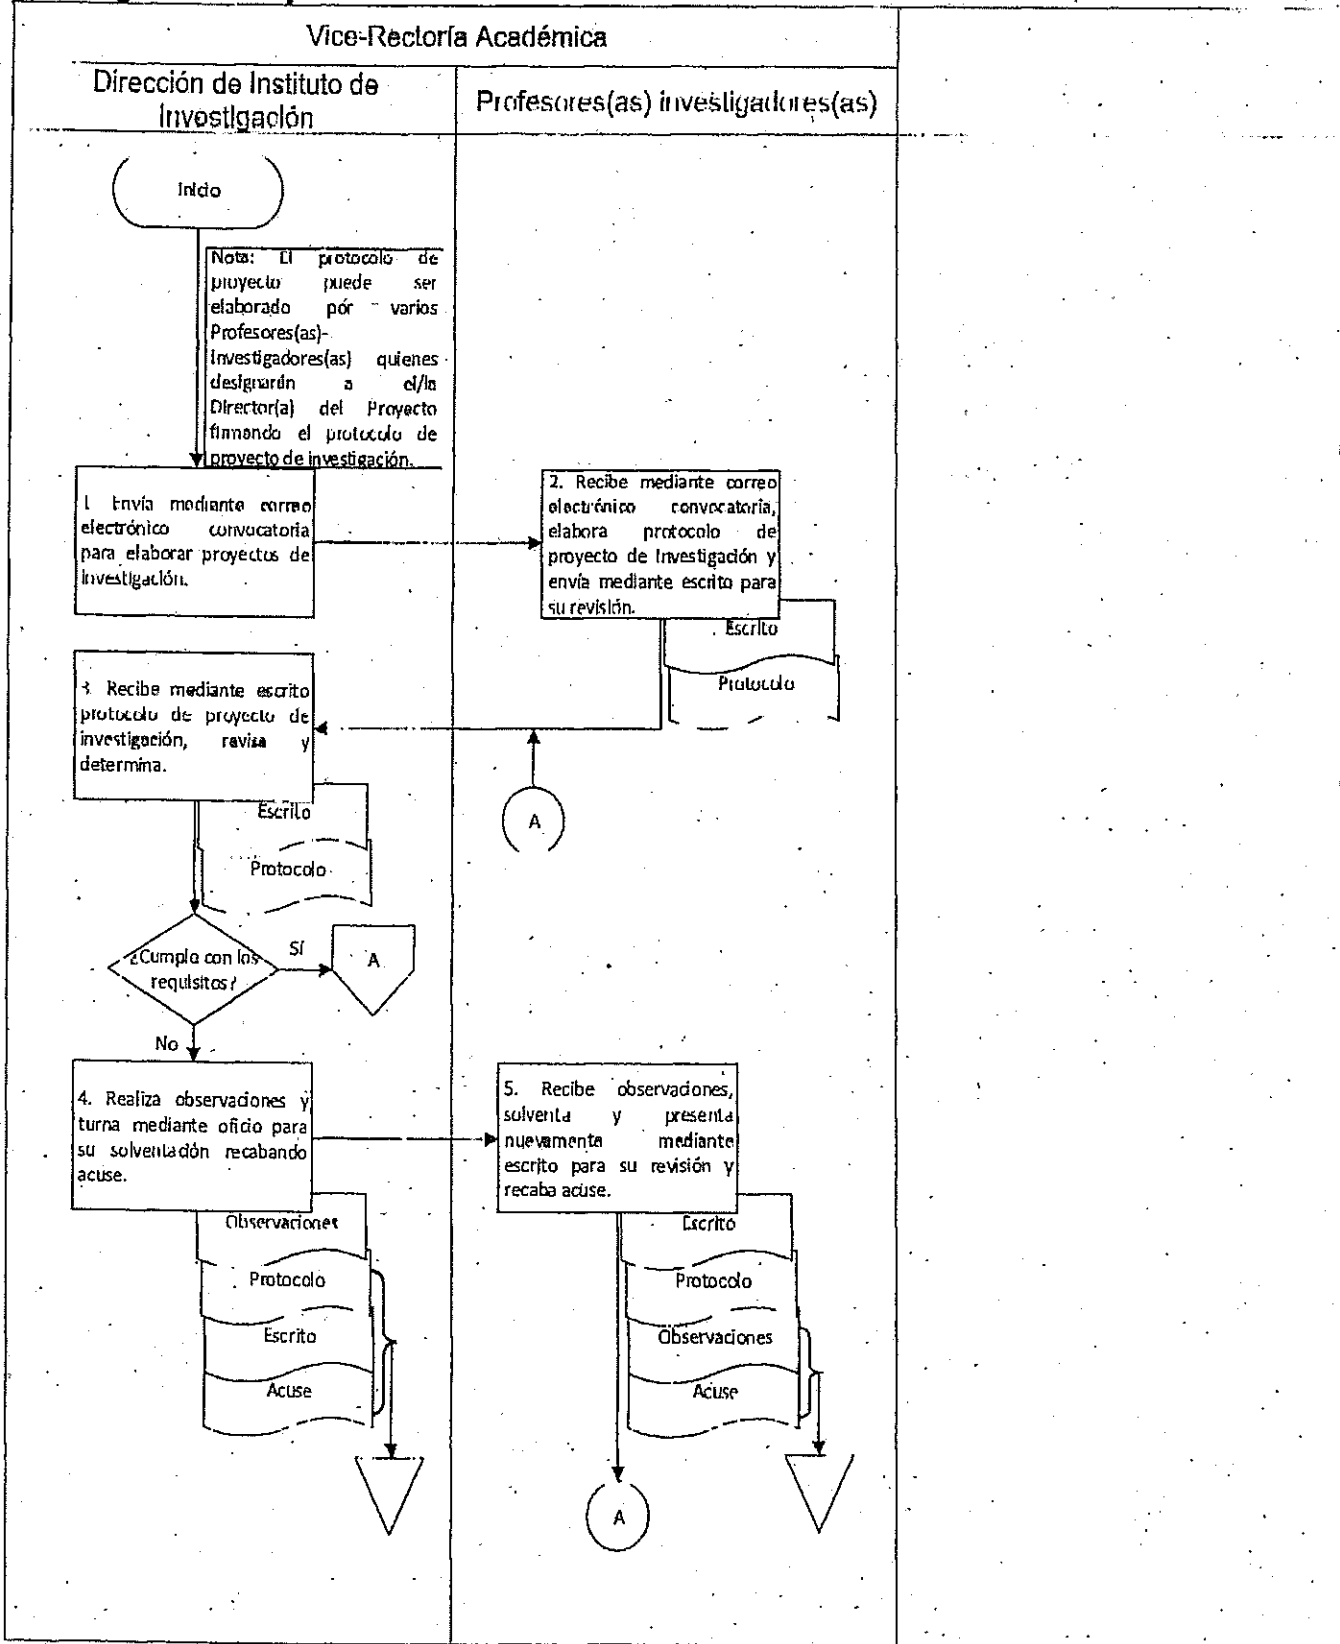 Vice-Rectoría Académica
Dirección de Instituto de
Investigación
Profesores(as) investigadores(as)
Inicio
Nota: El protocolo de
proyecto puede ser
elaborado pór varios
Profesores(as)-
Investigadores(as) quienes
designarán a el/la
Director(a) del Proyecto
firmando el protocolo de
proyecto de investigación.
1. Envía mediante correo
electrónico convocatoria
para elaborar proyectos de
investigación.
2. Recibe mediante correo
electrónico convocatoria,
elabora protocolo de
proyecto de Investigación y
envía mediante escrito para
su revisión.
Escrito
Protocolo
3. Recibe mediante escrito
protocolo de proyecto de
investigación, revisa y
determina.
Escrito
Protocolo
A
¿Cumple con los
requisitos?
Sí
A
No
4. Realiza observaciones y
turna mediante oficio para
su solventación recabando
acuse.
Observaciones
Protocolo
Escrito
Acuse
5. Recibe observaciones,
solventa y presenta
nuevamente mediante
escrito para su revisión y
recaba acuse.
Escrito
Protocolo
Observaciones
Acuse
A